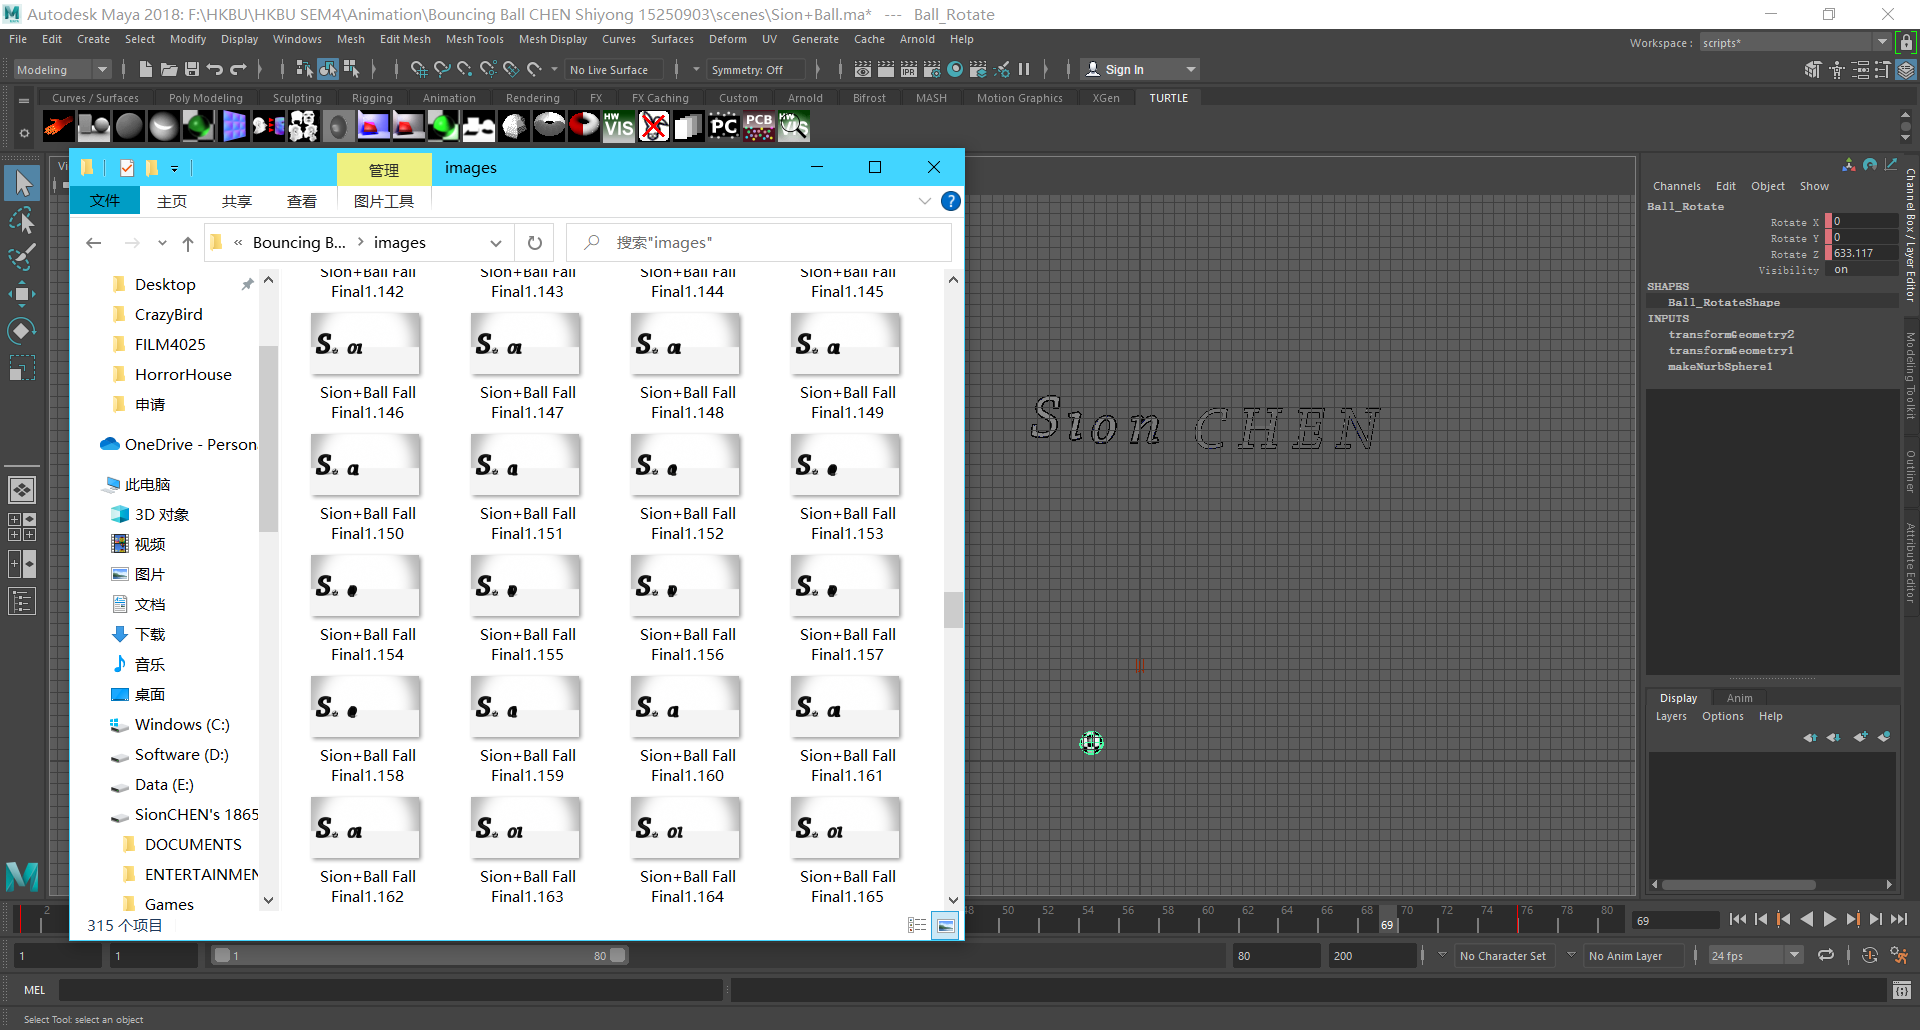 Autodesk Maya 2018: F:\HKBU\HKBU SEM4\Animation\Bouncing Ball CHEN Shiyong 15250903\scenes\Sion+Ball.ma* --- Ball_Rotate
File Edit Create Select Modify Display Windows Mesh Edit Mesh Mesh Tools Mesh Display Curves Surfaces Deform UV Generate Cache Arnold Help
Workspace : scripts*
Modeling No Live Surface Symmetry: Off Sign In
Curves / Surfaces Poly Modeling Sculpting Rigging Animation Rendering FX FX Caching Custom Arnold Bifrost MASH Motion Graphics XGen TURTLE
HW VIS PC PCB
管理 images
文件 主页 共享 查看 图片工具
« Bouncing B... > images 搜索"images"
Desktop
CrazyBird
FILM4025
HorrorHouse
申请
OneDrive - Person
此电脑
3D 对象
视频
图片
文档
下载
音乐
桌面
Windows (C:)
Software (D:)
Data (E:)
SionCHEN's 1865
DOCUMENTS
ENTERTAINMEN
Games
Sion+Ball Fall Final1.142
Sion+Ball Fall Final1.143
Sion+Ball Fall Final1.144
Sion+Ball Fall Final1.145
Sion+Ball Fall Final1.146
Sion+Ball Fall Final1.147
Sion+Ball Fall Final1.148
Sion+Ball Fall Final1.149
Sion+Ball Fall Final1.150
Sion+Ball Fall Final1.151
Sion+Ball Fall Final1.152
Sion+Ball Fall Final1.153
Sion+Ball Fall Final1.154
Sion+Ball Fall Final1.155
Sion+Ball Fall Final1.156
Sion+Ball Fall Final1.157
Sion+Ball Fall Final1.158
Sion+Ball Fall Final1.159
Sion+Ball Fall Final1.160
Sion+Ball Fall Final1.161
Sion+Ball Fall Final1.162
Sion+Ball Fall Final1.163
Sion+Ball Fall Final1.164
Sion+Ball Fall Final1.165
315 个项目
Sion CHEN
Channels Edit Object Show
Ball_Rotate
Rotate X 0
Rotate Y 0
Rotate Z 633.117
Visibility on
SHAPES
Ball_RotateShape
INPUTS
transformGeometry2
transformGeometry1
makeNurbSphere1
Channel Box / Layer Editor
Modeling Toolkit
Outliner
Attribute Editor
Display Anim
Layers Options Help
2 48 50 52 54 56 58 60 62 64 66 68 69 70 72 74 76 78 80 69
1 1 1 80 80 200 No Character Set No Anim Layer 24 fps
MEL
Select Tool: select an object